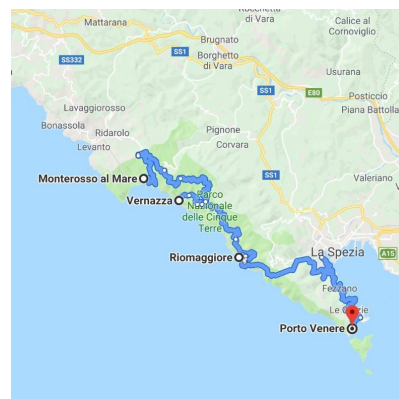 Rocchetta
di Vara
Mattarana
Calice al
Cornoviglio
Brugnato
SS1
Borghetto
di Vara
SS332
Usurana
SS1
E80
Posticcio
Lavaggiorosso
Piana Battolla
Bonassola
Ridarolo
Pignone
Levanto
Corvara
SS1
Monterosso al Mare
Valeriano
Parco
Vernazza
Nazionale
delle Cinque
Terre
La Spezia
Riomaggiore
A15
Fezzano
Le Grazie
Porto Venere